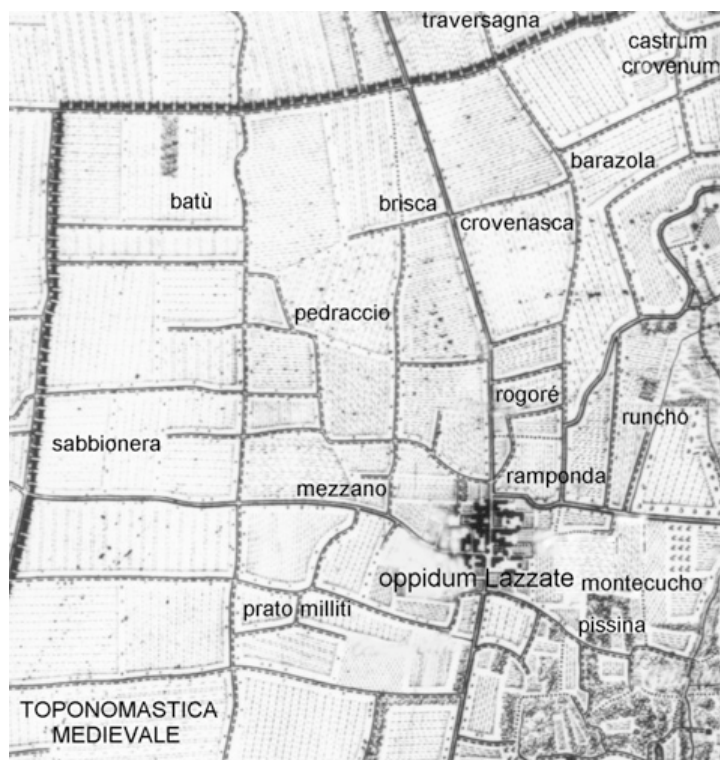 traversagna
castrum
crovenum
barazola
batù
brisca
crovenasca
pedraccio
rogoré
runcho
sabbionera
ramponda
mezzano
oppidum Lazzate
montecucho
prato milliti
pissina
TOPONOMASTICA
MEDIEVALE